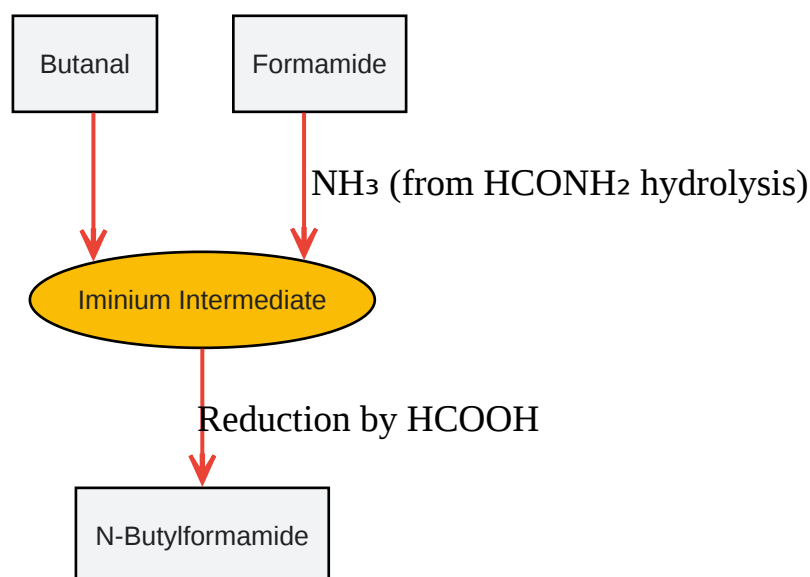 Butanal
Formamide
NH₃ (from HCONH₂ hydrolysis)
Iminium Intermediate
Reduction by HCOOH
N-Butylformamide